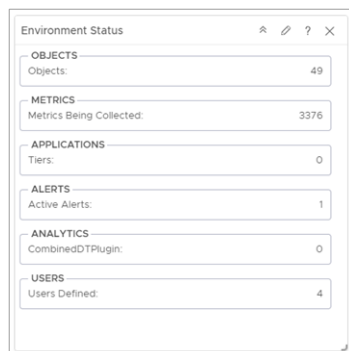 Environment Status ?
OBJECTS
Objects: 49
METRICS
Metrics Being Collected: 3376
APPLICATIONS
Tiers: 0
ALERTS
Active Alerts: 1
ANALYTICS
CombinedDTPlugin: 0
USERS
Users Defined: 4